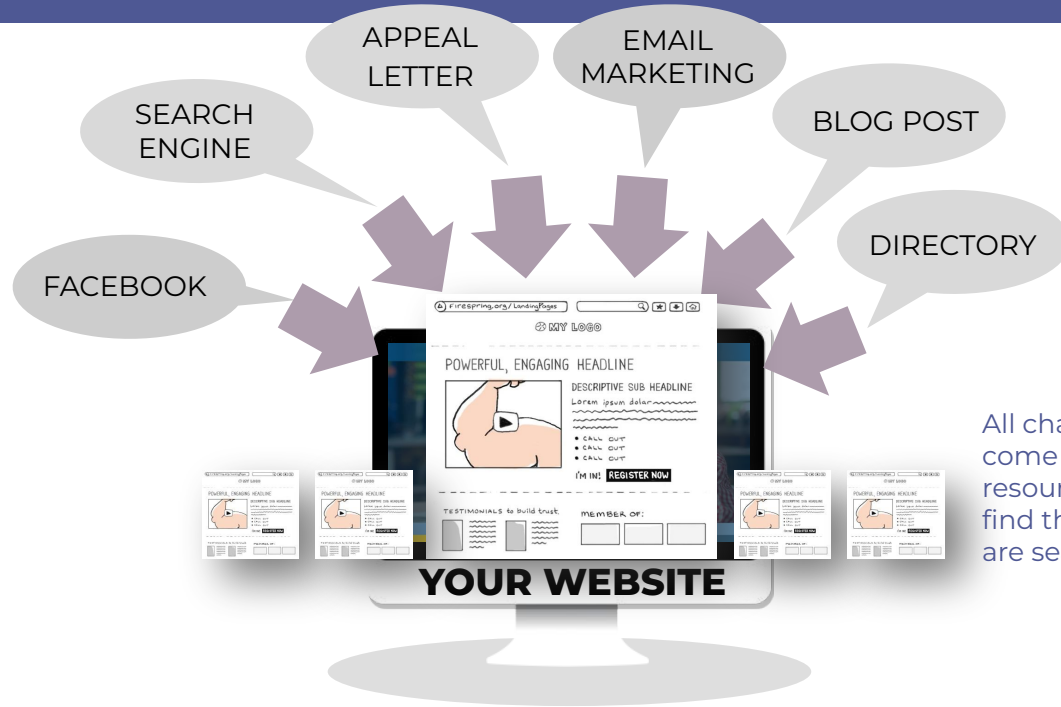 APPEAL
LETTER
EMAIL
MARKETING
SEARCH
ENGINE
BLOG POST
DIRECTORY
FACEBOOK
Firespring.org/LandingPages
MY LOGO
POWERFUL, ENGAGING HEADLINE
DESCRIPTIVE SUB HEADLINE
Lorem ipsum dolar
• CALL OUT
• CALL OUT
• CALL OUT
I'M IN! REGISTER NOW
TESTIMONIALS to build trust
MEMBER OF:
YOUR WEBSITE
All cha
come
resour
find th
are se